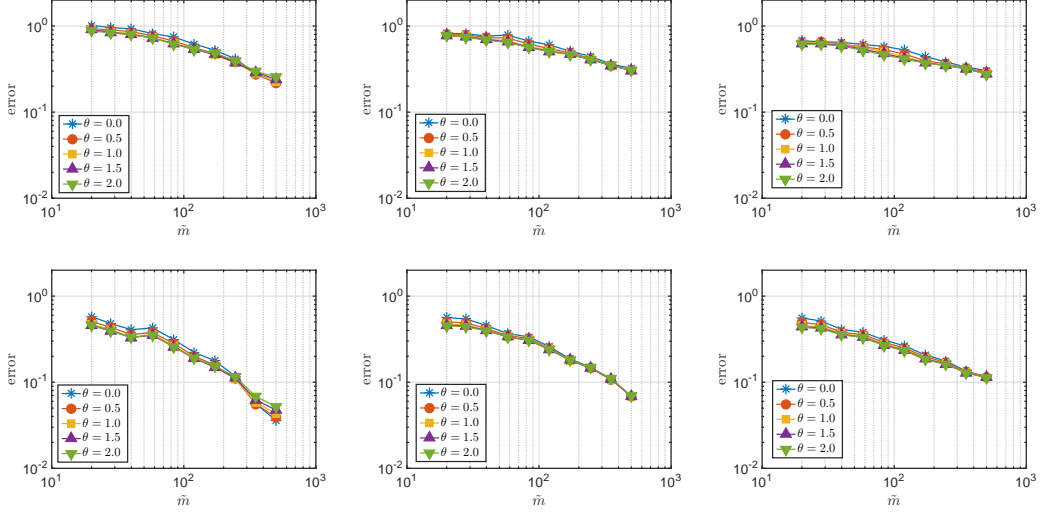 10^0
10^{-1}
10^{-2}
error
θ = 0.0
θ = 0.5
θ = 1.0
θ = 1.5
θ = 2.0
10^1
10^2
10^3
m̃
10^0
10^{-1}
10^{-2}
error
θ = 0.0
θ = 0.5
θ = 1.0
θ = 1.5
θ = 2.0
10^1
10^2
10^3
m̃
10^0
10^{-1}
10^{-2}
error
θ = 0.0
θ = 0.5
θ = 1.0
θ = 1.5
θ = 2.0
10^1
10^2
10^3
m̃
10^0
10^{-1}
10^{-2}
error
θ = 0.0
θ = 0.5
θ = 1.0
θ = 1.5
θ = 2.0
10^1
10^2
10^3
m̃
10^0
10^{-1}
10^{-2}
error
θ = 0.0
θ = 0.5
θ = 1.0
θ = 1.5
θ = 2.0
10^1
10^2
10^3
m̃
10^0
10^{-1}
10^{-2}
error
θ = 0.0
θ = 0.5
θ = 1.0
θ = 1.5
θ = 2.0
10^1
10^2
10^3
m̃